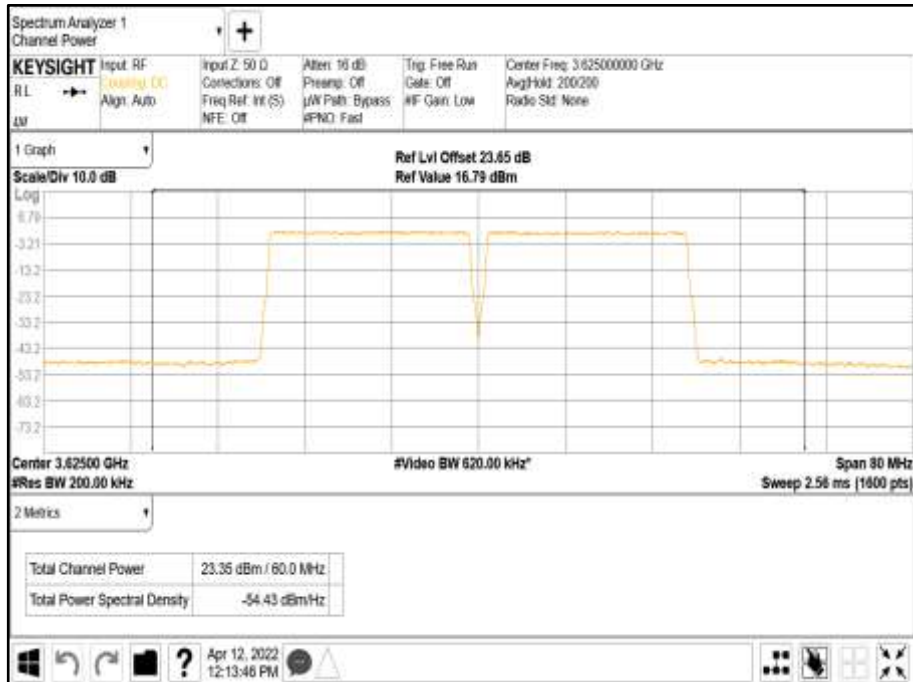 Spectrum Analyzer 1
Channel Power
+
KEYSIGHT
RL
Input: RF
Coupling: DC
Align: Auto
Input Z: 50 Ω
Corrections: Off
Freq Ref: Int (S)
NFE: Off
Atten: 16 dB
Preamp: Off
µW Path: Bypass
#PNO: Fast
Trig: Free Run
Gate: Off
#IF Gain: Low
Center Freq: 3.625000000 GHz
Avg|Hold: 200/200
Radio Std: None
1 Graph
Scale/Div 10.0 dB
Ref Lvl Offset 23.65 dB
Ref Value 16.79 dBm
Log
6.79
-3.21
-13.2
-23.2
-33.2
-43.2
-53.2
-63.2
-73.2
Center 3.62500 GHz
#Video BW 620.00 kHz*
Span 80 MHz
#Res BW 200.00 kHz
Sweep 2.56 ms (1600 pts)
2 Metrics
Total Channel Power 23.35 dBm / 60.0 MHz
Total Power Spectral Density -54.43 dBm/Hz
?
Apr 12, 2022
12:13:46 PM